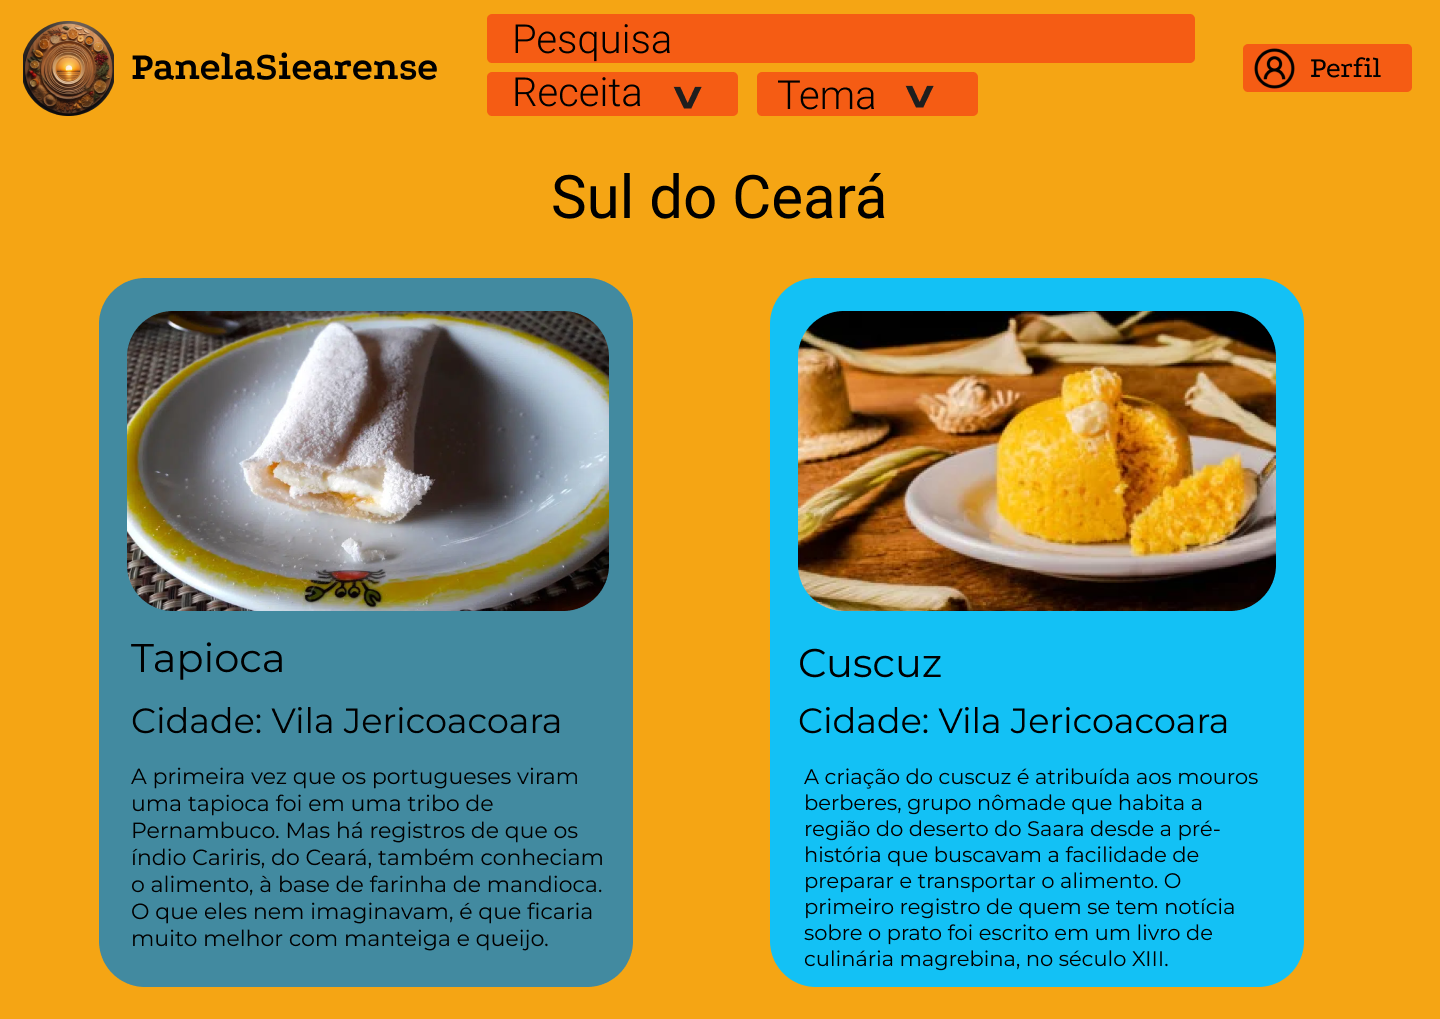 PanelaSiearense
Pesquisa
Receita
Tema
Perfil
Sul do Ceará
Tapioca
Cidade: Vila Jericoacoara
A primeira vez que os portugueses viram
uma tapioca foi em uma tribo de
Pernambuco. Mas há registros de que os
índio Cariris, do Ceará, também conheciam
o alimento, à base de farinha de mandioca.
O que eles nem imaginavam, é que ficaria
muito melhor com manteiga e queijo.
Cuscuz
Cidade: Vila Jericoacoara
A criação do cuscuz é atribuída aos mouros
berberes, grupo nômade que habita a
região do deserto do Saara desde a pré-
história que buscavam a facilidade de
preparar e transportar o alimento. O
primeiro registro de quem se tem notícia
sobre o prato foi escrito em um livro de
culinária magrebina, no século XIII.